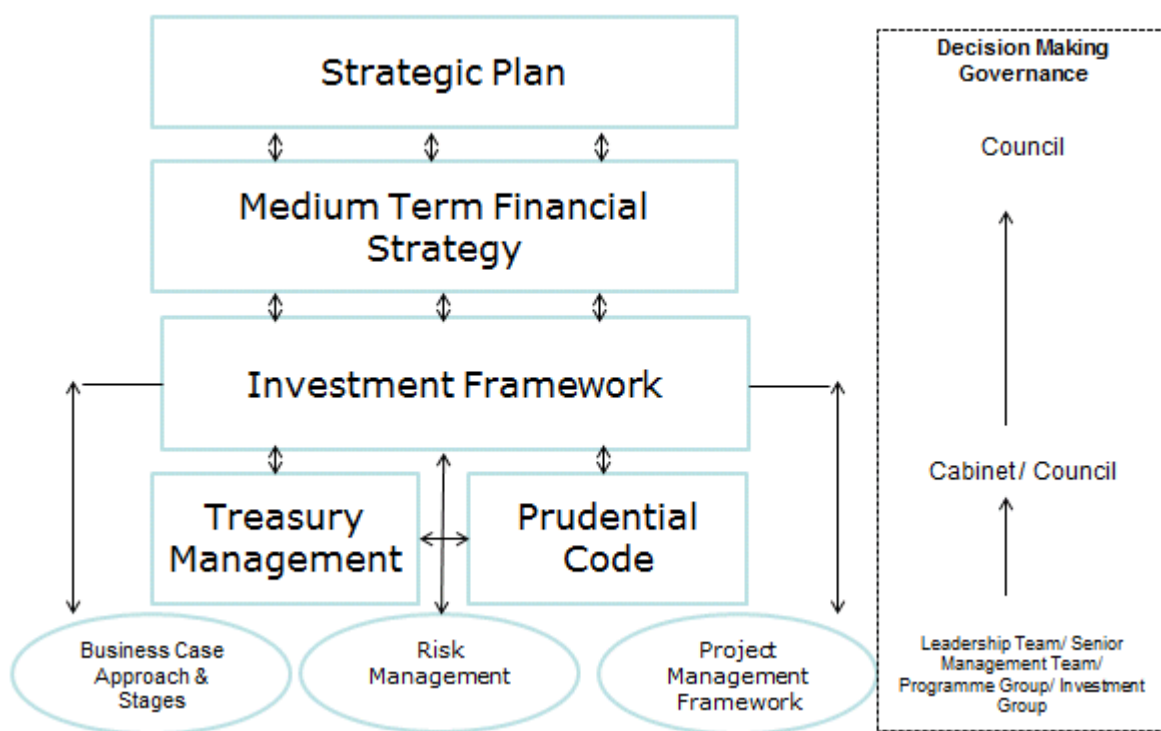 Strategic Plan
Medium Term Financial
Strategy
Investment Framework
Treasury
Management
Prudential
Code
Business Case
Approach &
Stages
Risk
Management
Project
Management
Framework
Decision Making
Governance
Council
Cabinet / Council
Leadership Team/ Senior
Management Team/
Programme Group/ Investment
Group